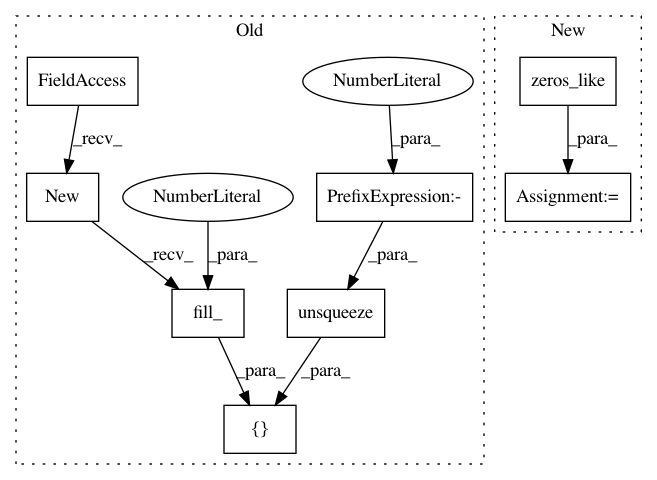 Old
New
FieldAccess
NumberLiteral
zeros_like
_recv_
_para_
_para_
New
NumberLiteral
PrefixExpression:-
Assignment:=
_recv_
_para_
_para_
fill_
unsqueeze
_para_
_para_
{}